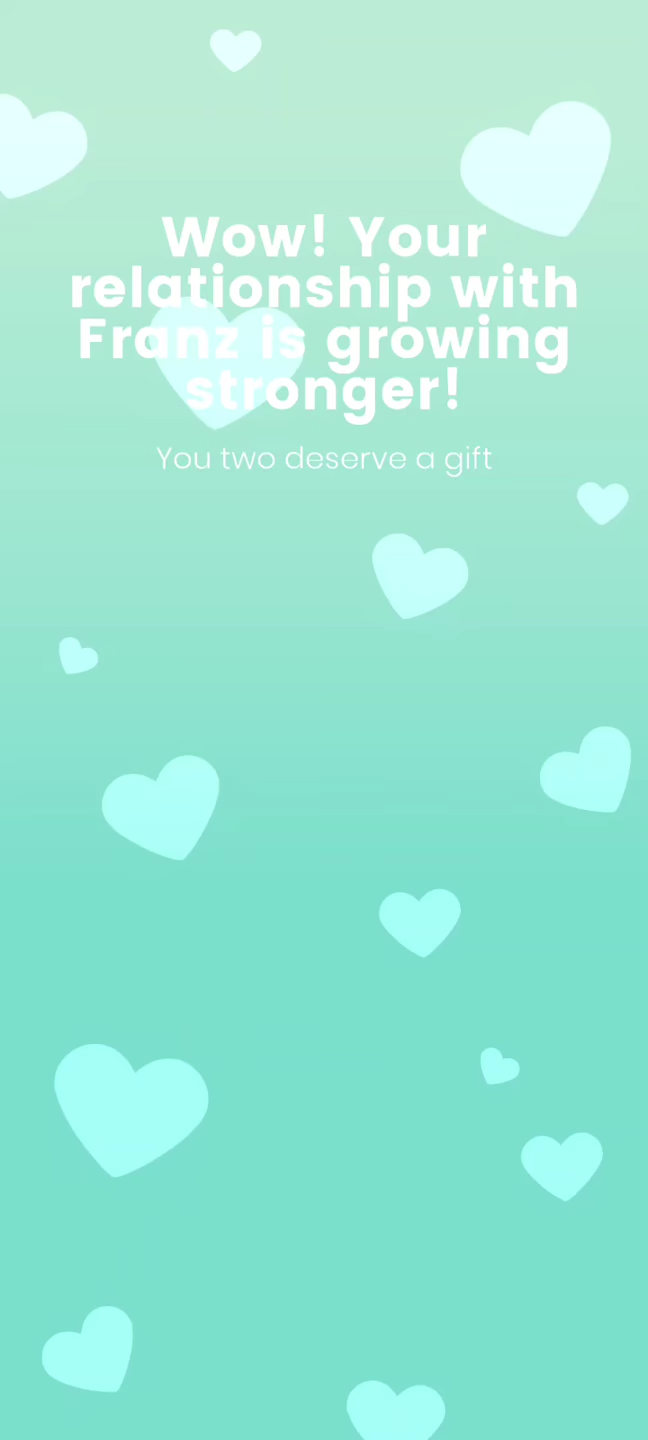 Wow! Your
relationship with
Franz is growing
stronger!
You two deserve a gift